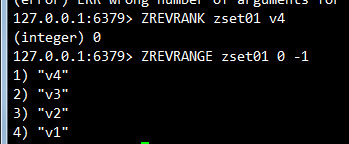 (error) ERR wrong number of arguments for
127.0.0.1:6379> ZREVRANK zset01 v4
(integer) 0
127.0.0.1:6379> ZREVRANGE zset01 0 -1
1) "v4"
2) "v3"
3) "v2"
4) "v1"